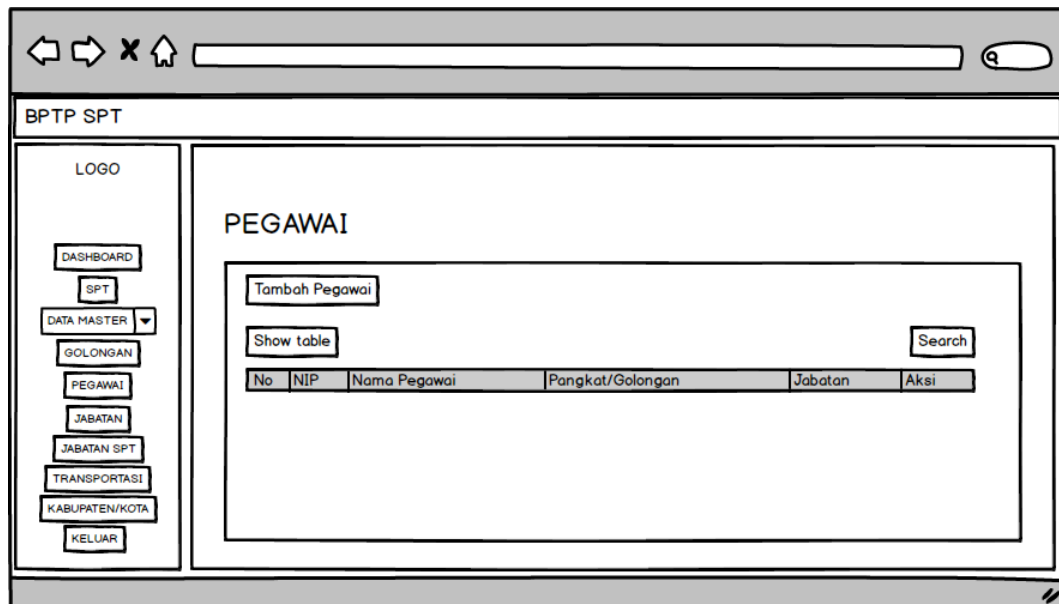 BPTP SPT
LOGO
DASHBOARD
SPT
DATA MASTER
GOLONGAN
PEGAWAI
JABATAN
JABATAN SPT
TRANSPORTASI
KABUPATEN/KOTA
KELUAR
PEGAWAI
Tambah Pegawai
Show table
Search
No NIP Nama Pegawai Pangkat/Golongan Jabatan Aksi